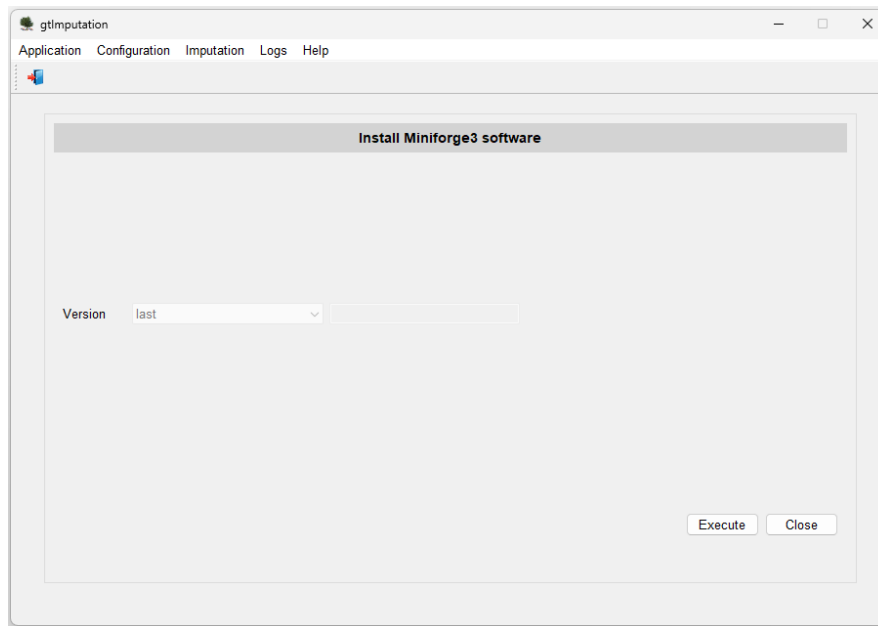 gtImputation
Application Configuration Imputation Logs Help
Install Miniforge3 software
Version last
Execute Close